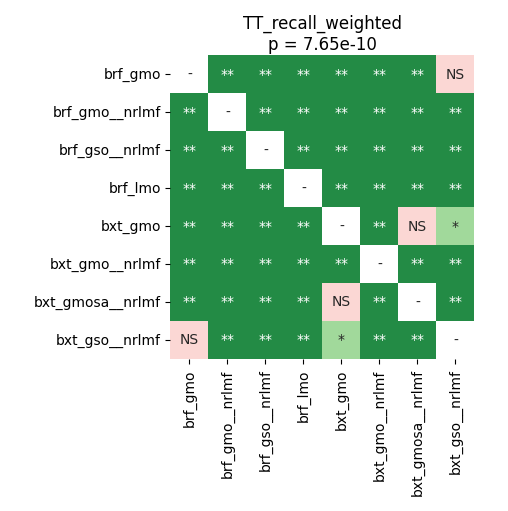 TT_recall_weighted
p = 7.65e-10
brf_gmo - ** ** ** ** ** ** NS
brf_gmo__nrlmf ** - ** ** ** ** ** **
brf_gso__nrlmf ** ** - ** ** ** ** **
brf_lmo ** ** ** - ** ** ** **
bxt_gmo ** ** ** ** - ** NS *
bxt_gmo__nrlmf ** ** ** ** ** - ** **
bxt_gmosa__nrlmf ** ** ** ** NS ** - **
bxt_gso__nrlmf NS ** ** ** * ** ** -
brf_gmo
brf_gmo__nrlmf
brf_gso__nrlmf
brf_lmo
bxt_gmo
bxt_gmo__nrlmf
bxt_gmosa__nrlmf
bxt_gso__nrlmf